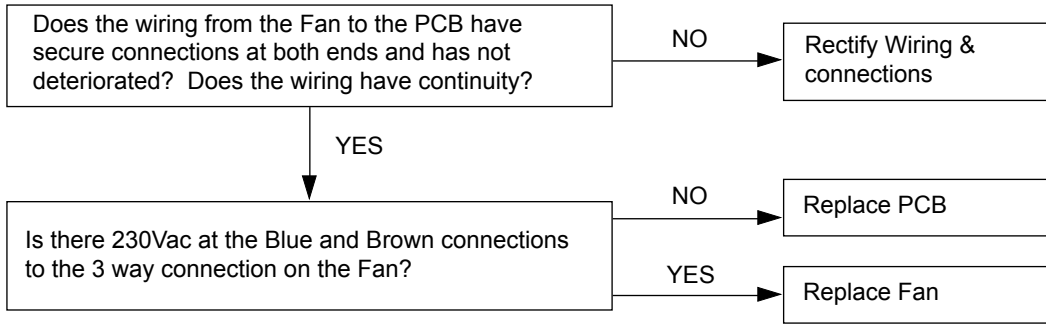 Does the wiring from the Fan to the PCB have
secure connections at both ends and has not
deteriorated?  Does the wiring have continuity?
NO
Rectify Wiring &
connections
YES
Is there 230Vac at the Blue and Brown connections
to the 3 way connection on the Fan?
NO
Replace PCB
YES
Replace Fan